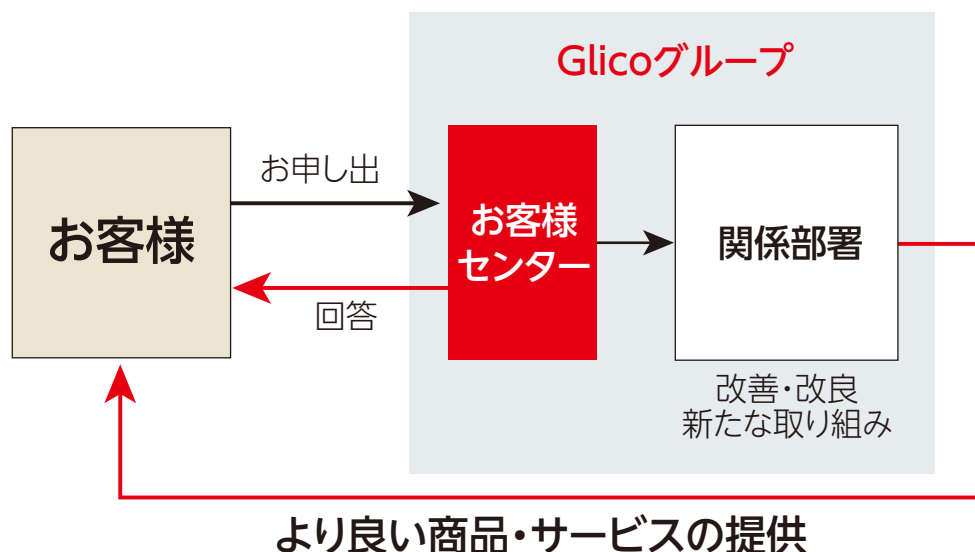 Glicoグループ
お申し出
お客様
お客様
センター
関係部署
回答
改善・改良
新たな取り組み
より良い商品・サービスの提供